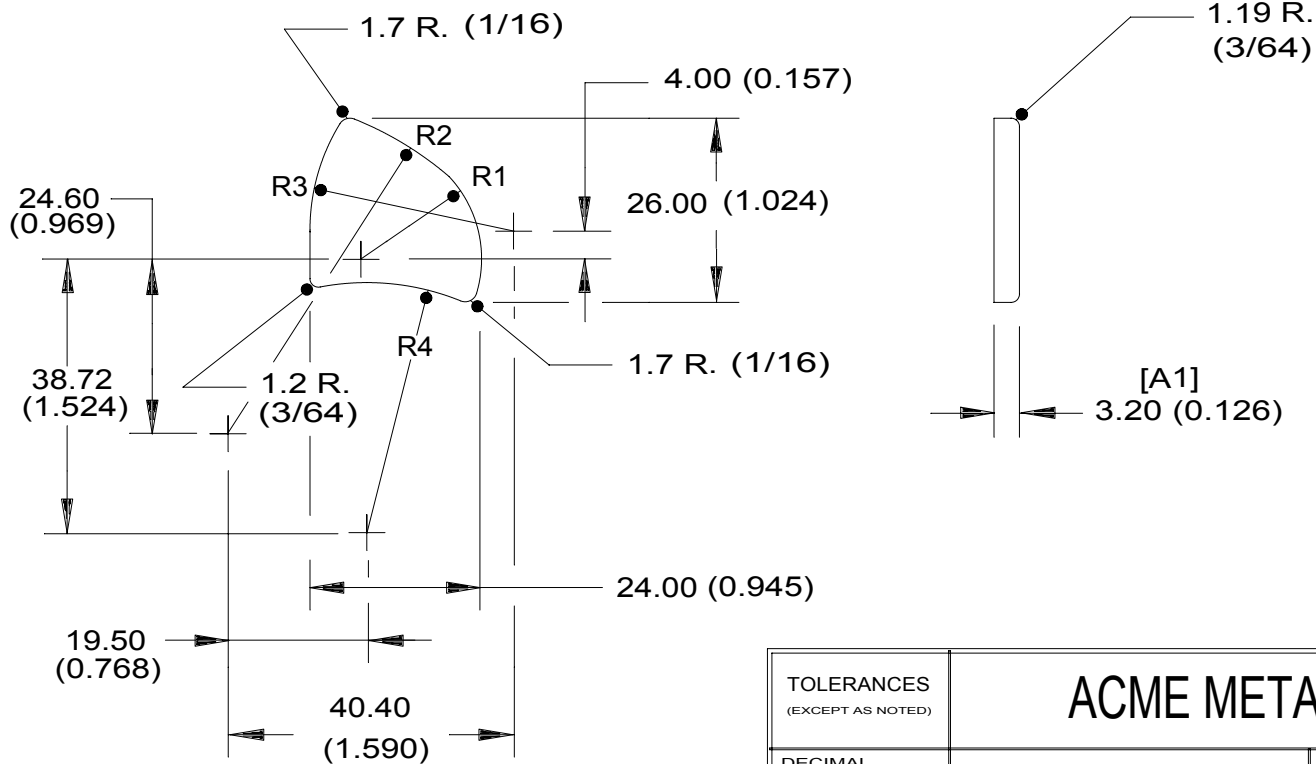 1.7 R. (1/16)
1.19 R.
(3/64)
4.00 (0.157)
R2
R1
R3
24.60
(0.969)
26.00 (1.024)
R4
1.7 R. (1/16)
38.72
(1.524)
1.2 R.
(3/64)
[A1]
3.20 (0.126)
24.00 (0.945)
19.50
(0.768)
40.40
(1.590)
TOLERANCES
(EXCEPT AS NOTED)
ACME META
DECIMAL